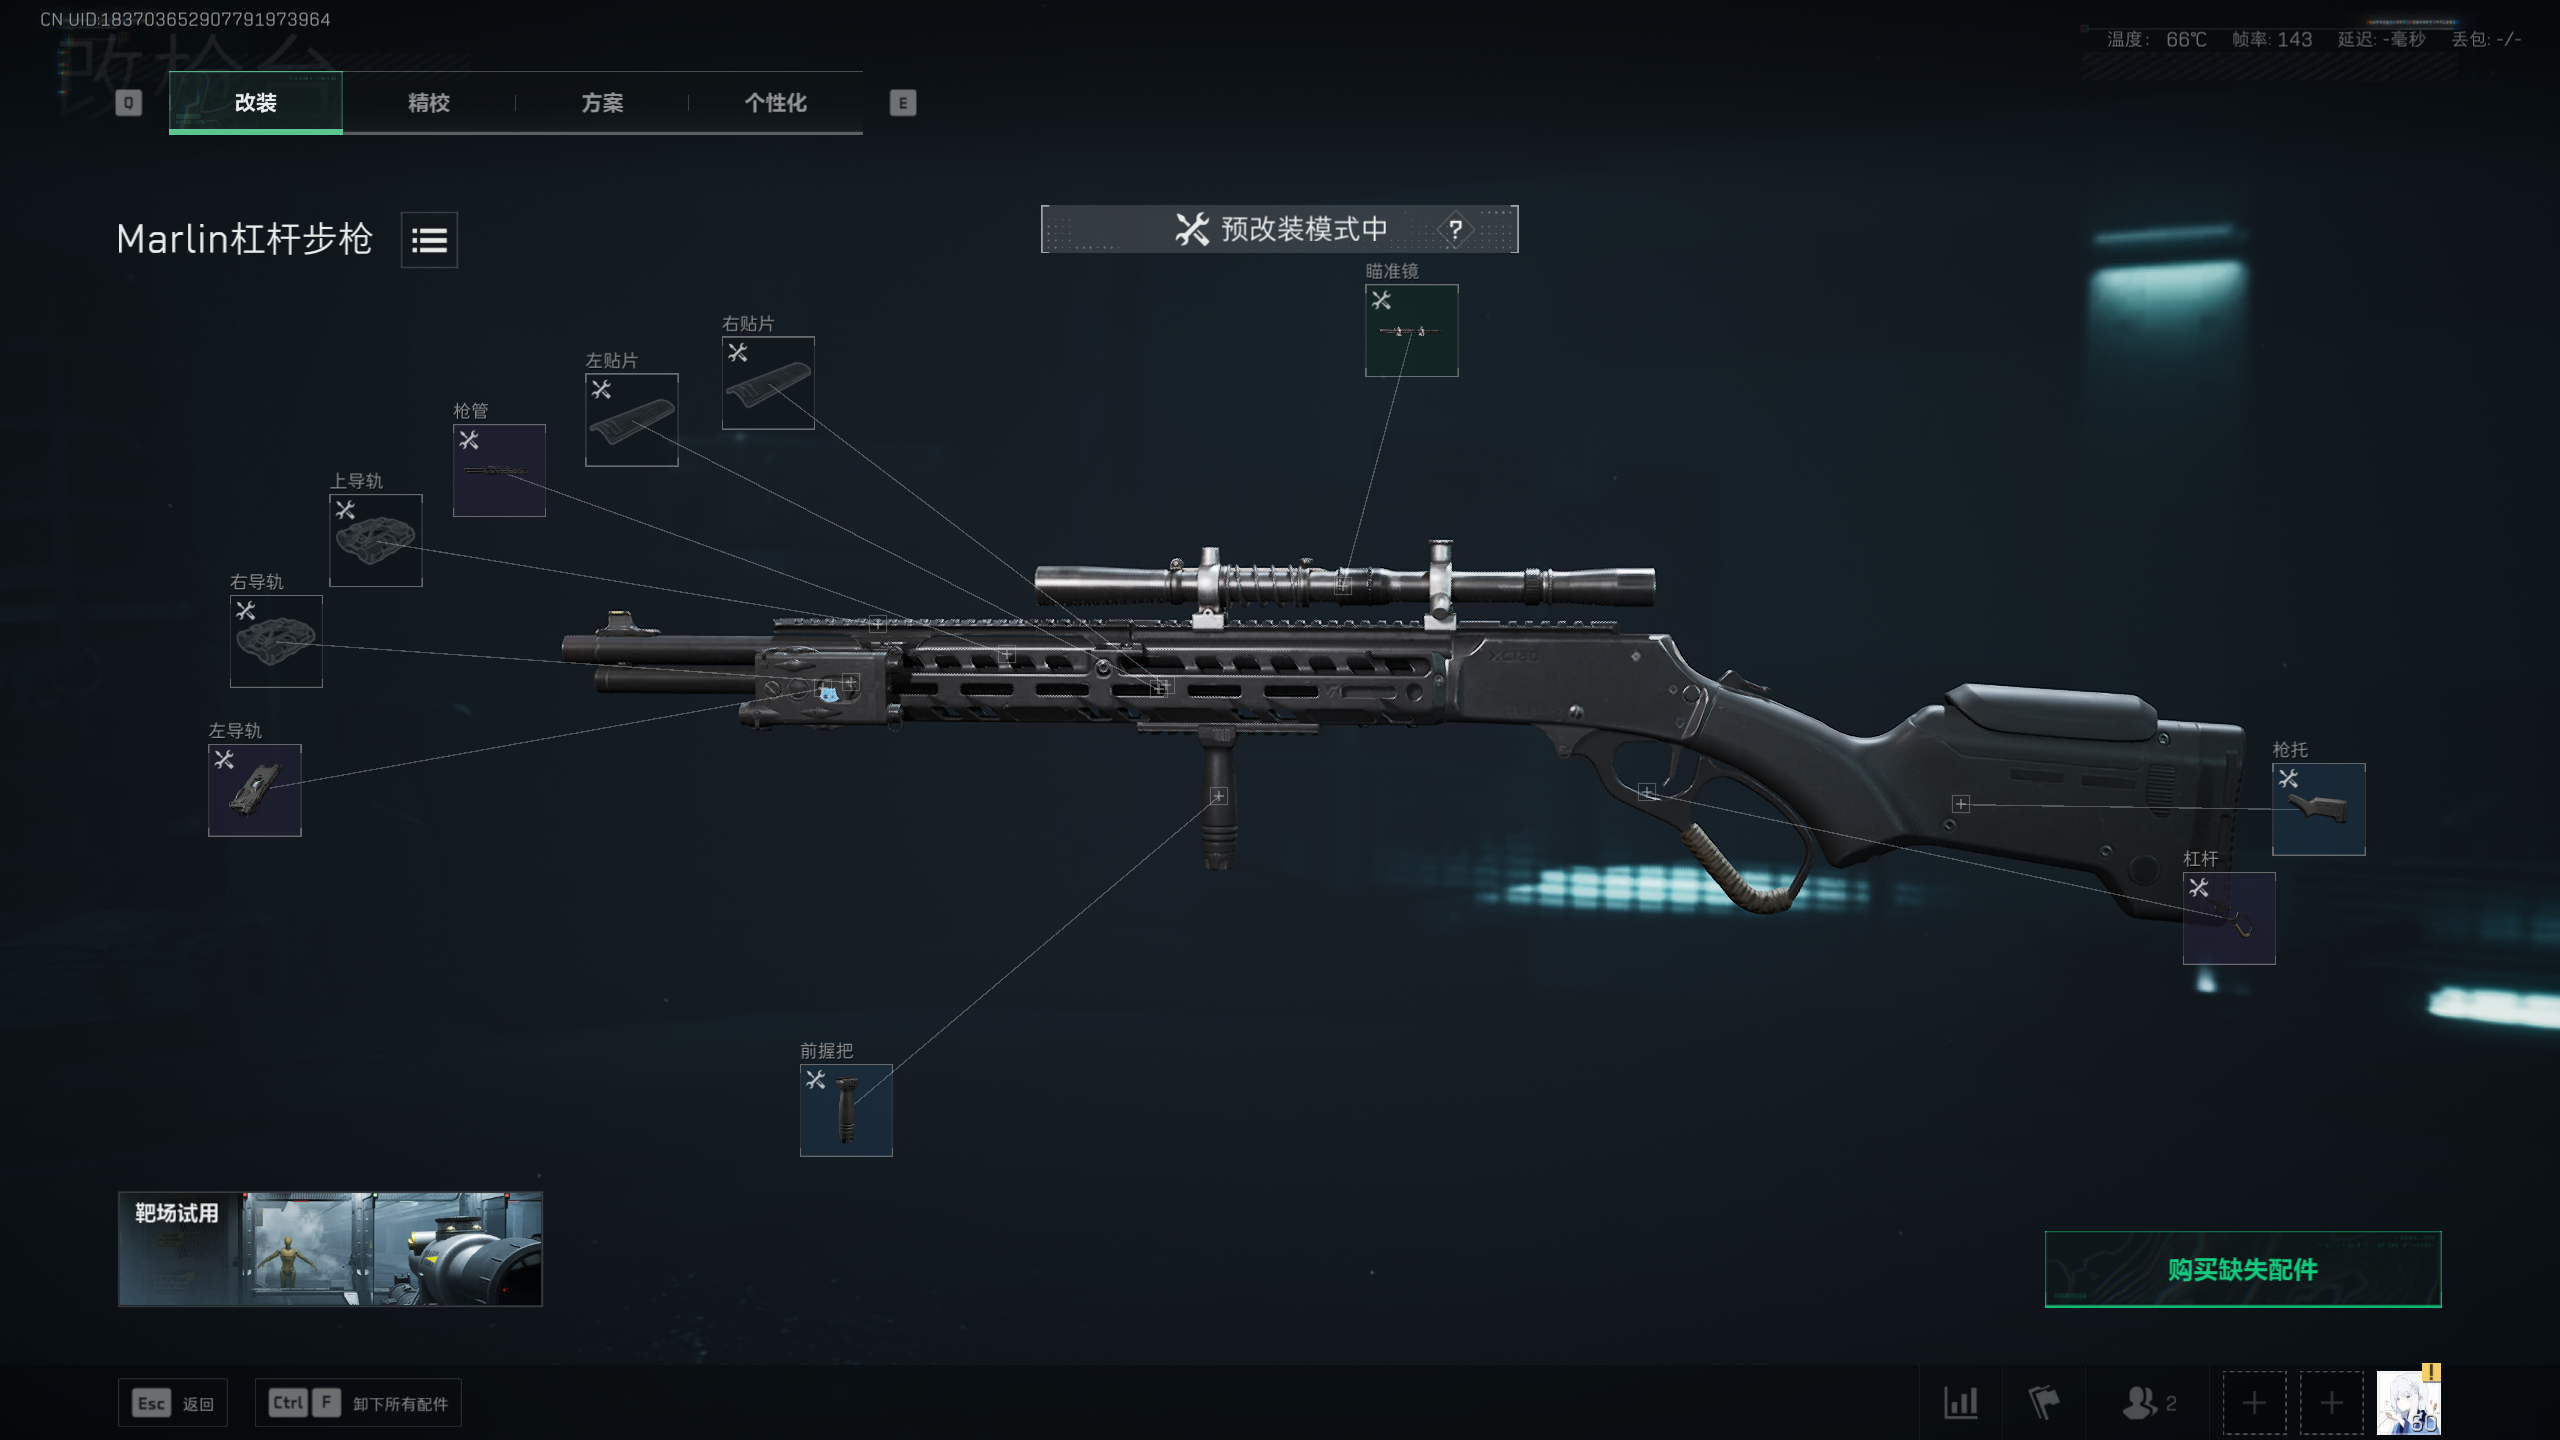 CN UID:183703652907791973964
改枪台
温度: 66℃ 帧率: 143 延迟: -毫秒 丢包: -/-
Q 改装 精校 方案 个性化 E
Marlin杠杆步枪
预改装模式中 ?
瞄准镜
右贴片
左贴片
枪管
上导轨
右导轨
左导轨
枪托
杠杆
前握把
靶场试用
购买缺失配件
Esc 返回 Ctrl F 卸下所有配件
2
!
60